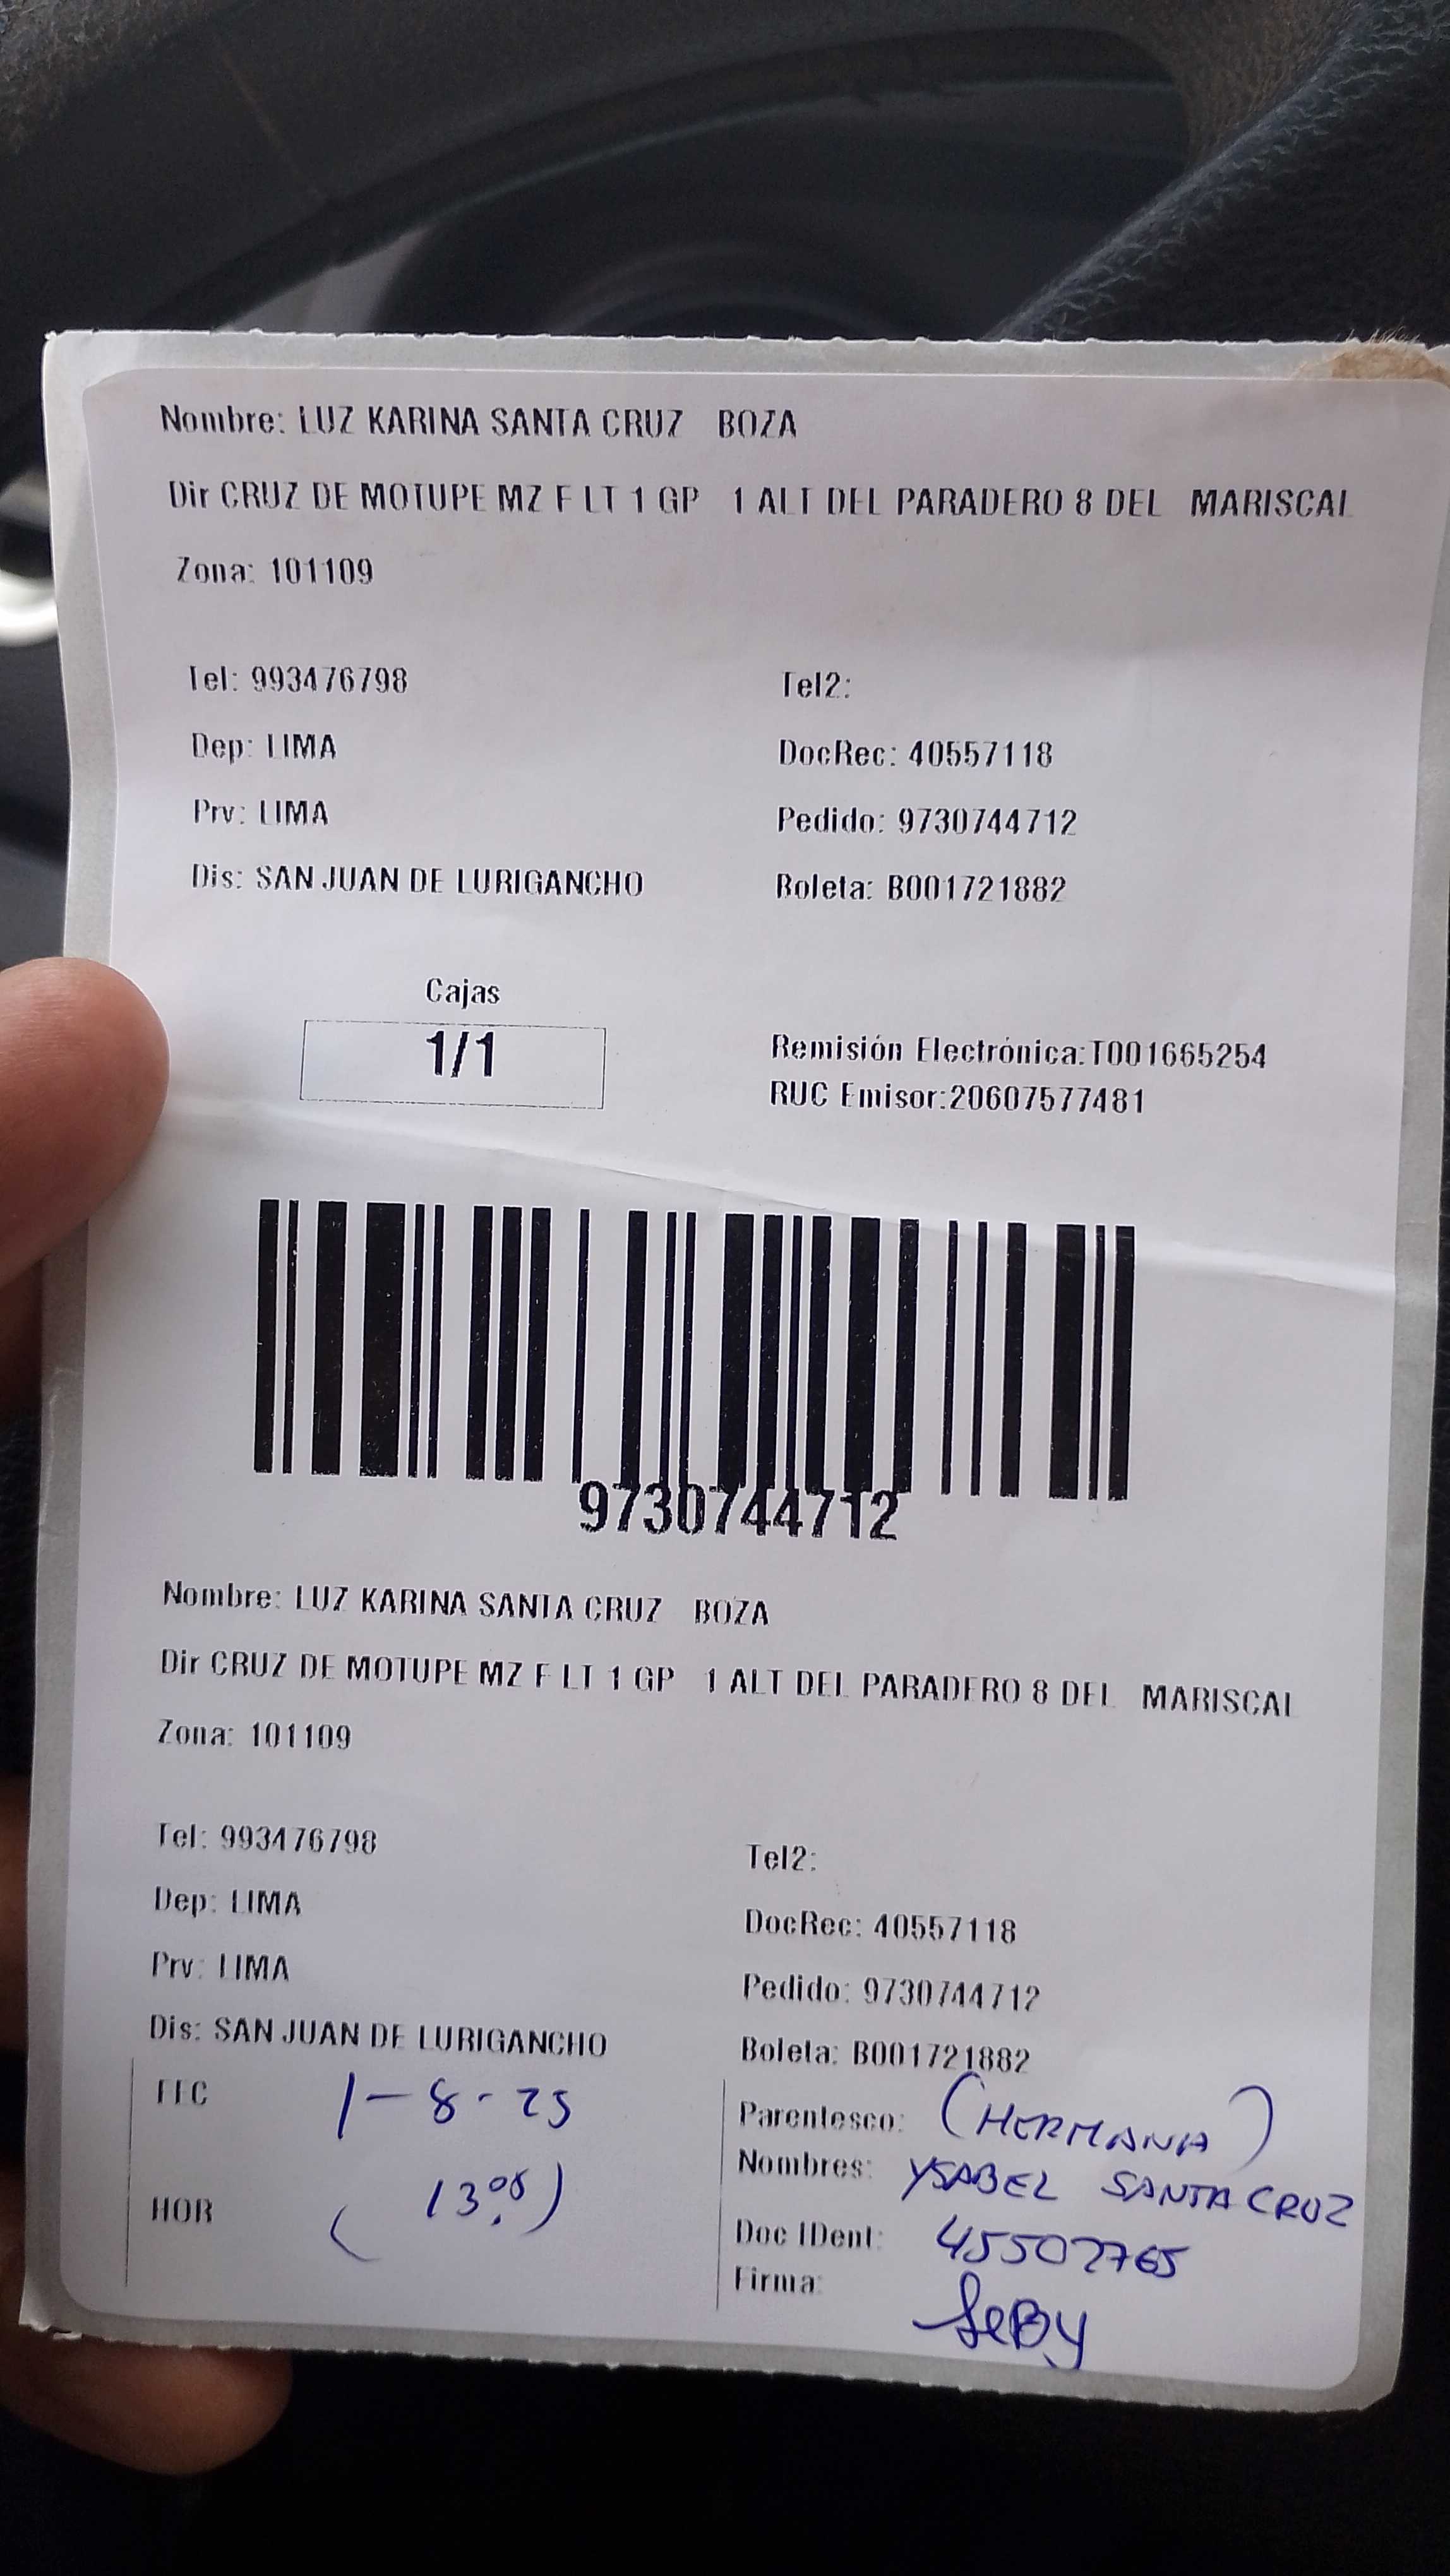 Nombre: LUZ KARINA SANTA CRUZ BOZA
Dir CRUZ DE MOTUPE MZ F LT 1 GP 1 ALT DEL PARADERO 8 DEL MARISCAL
Zona: 101109
Tel: 993476798 Tel2:
Dep: LIMA DocRec: 40557118
Prv: LIMA Pedido: 9730744712
Dis: SAN JUAN DE LURIGANCHO Boleta: B001721882
Cajas
1/1
Remisión Electrónica:T001665254
RUC Emisor:20607577481
9730744712
Nombre: LUZ KARINA SANTA CRUZ BOZA
Dir CRUZ DE MOTUPE MZ F LT 1 GP 1 ALT DEL PARADERO 8 DEL MARISCAL
Zona: 101109
Tel: 993476798 Tel2:
Dep: LIMA DocRec: 40557118
Prv: LIMA Pedido: 9730744712
Dis: SAN JUAN DE LURIGANCHO Boleta: B001721882
FEC 1-8-25
HOR
Parentesco: (HERMANA)
Nombres: YSABEL SANTA CRUZ
Doc IDent: 45502765
Firma: